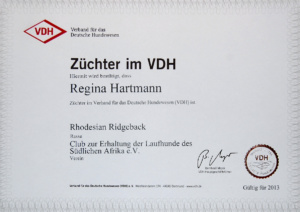 VDH
Verband für das
Deutsche Hundewesen
Züchter im VDH
Hiermit wird bestätigt, dass
Regina Hartmann
Züchter im Verband für das Deutsche Hundewesen (VDH) ist.
Rhodesian Ridgeback
Rasse
Club zur Erhaltung der Laufhunde des
Südlichen Afrika e.V.
Verein
VDH
Gültig für 2013